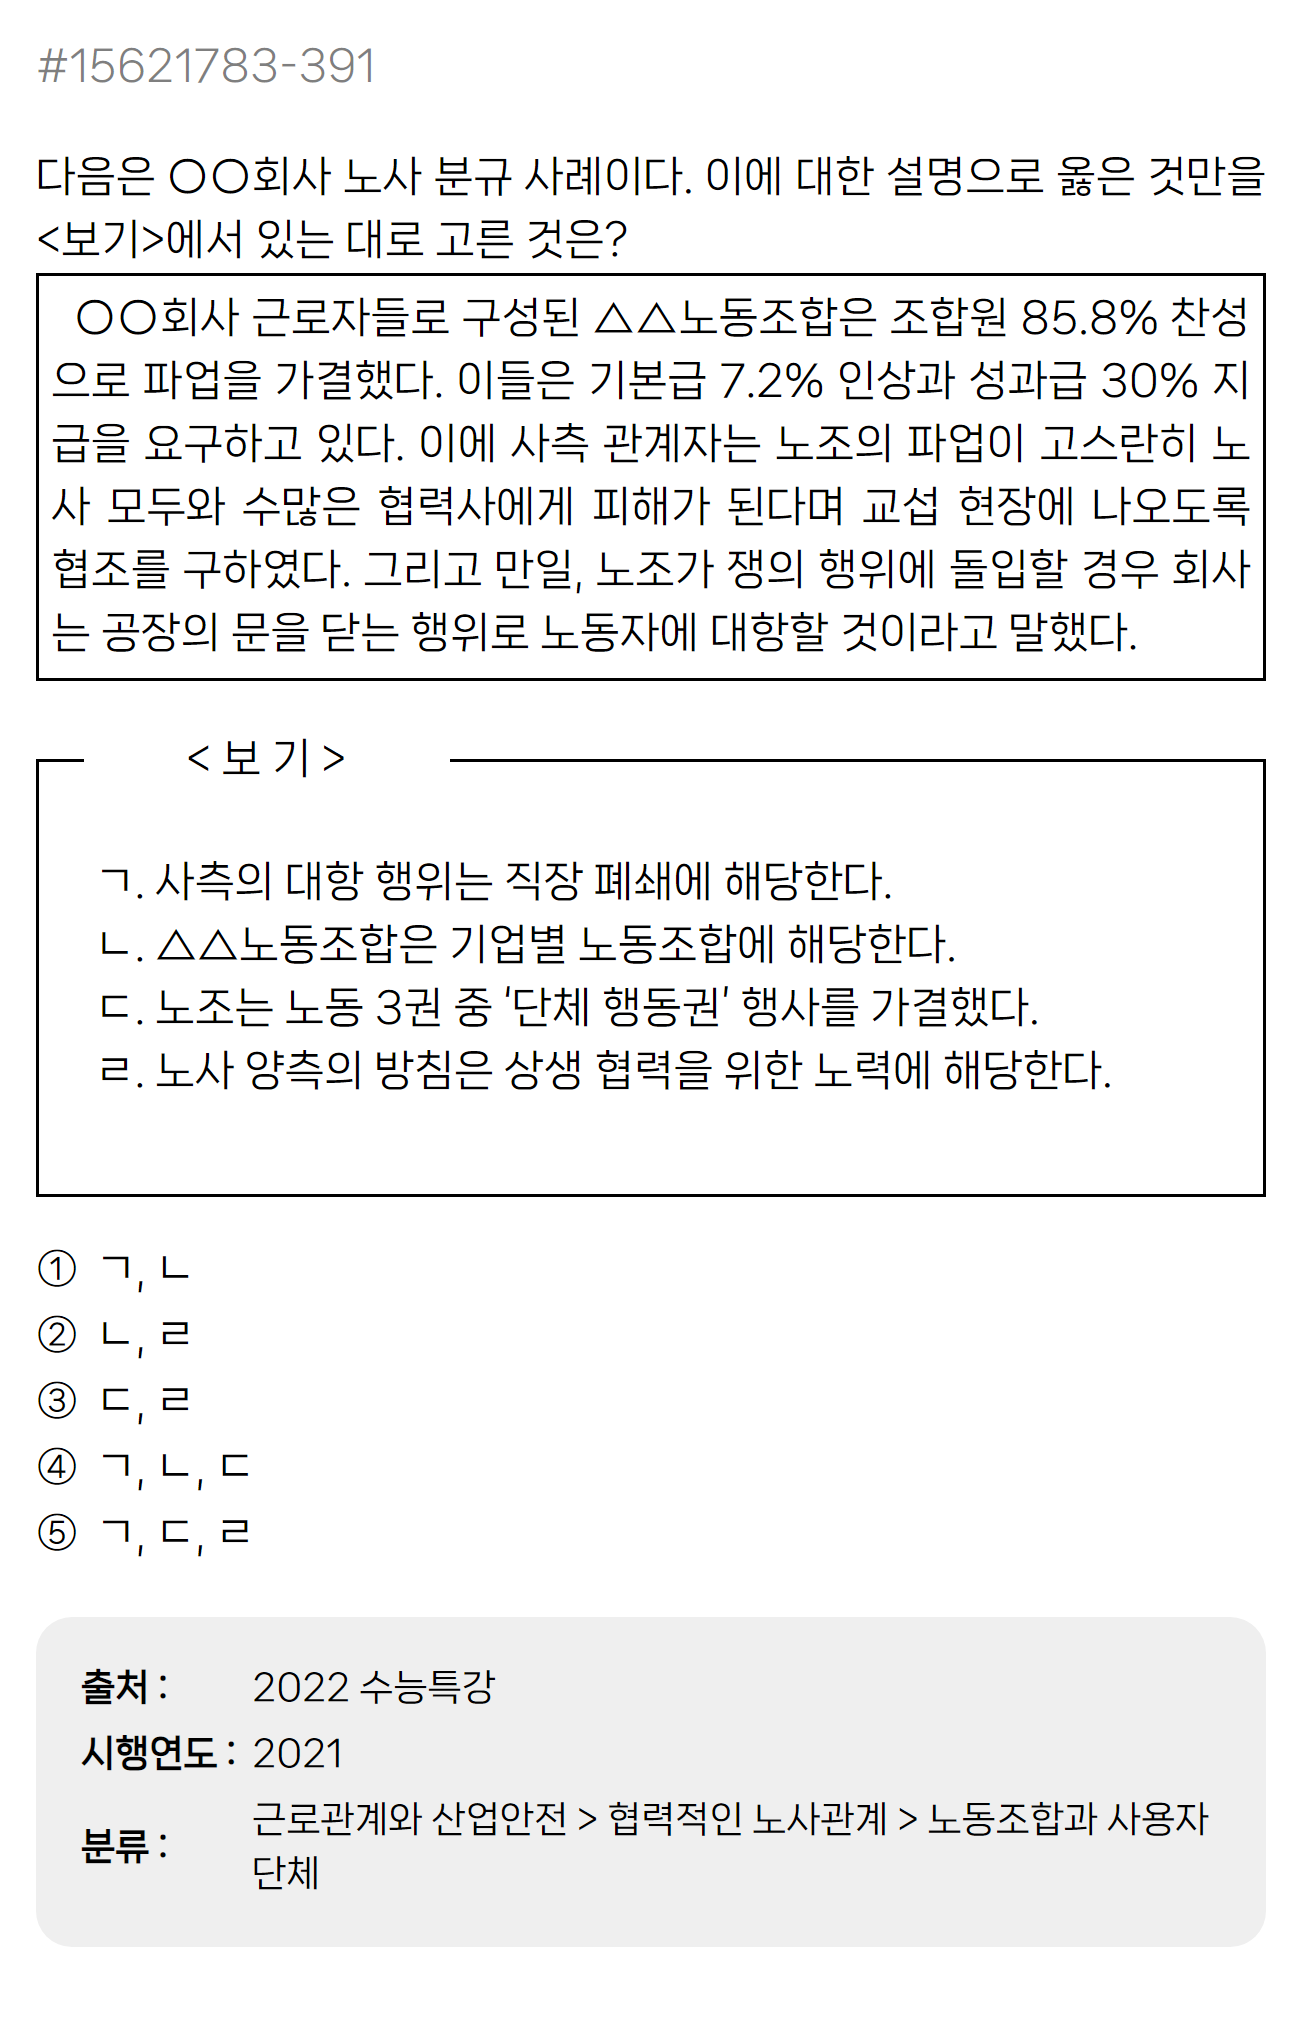 #15621783-391
다음은 ○○회사 노사 분규 사례이다. 이에 대한 설명으로 옳은 것만을
<보기>에서 있는 대로 고른 것은?
○○회사 근로자들로 구성된 △△노동조합은 조합원 85.8% 찬성
으로 파업을 가결했다. 이들은 기본급 7.2% 인상과 성과급 30% 지
급을 요구하고 있다. 이에 사측 관계자는 노조의 파업이 고스란히 노
사 모두와 수많은 협력사에게 피해가 된다며 교섭 현장에 나오도록
협조를 구하였다. 그리고 만일, 노조가 쟁의 행위에 돌입할 경우 회사
는 공장의 문을 닫는 행위로 노동자에 대항할 것이라고 말했다.
< 보 기 >
ㄱ. 사측의 대항 행위는 직장 폐쇄에 해당한다.
ㄴ. △△노동조합은 기업별 노동조합에 해당한다.
ㄷ. 노조는 노동 3권 중 '단체 행동권' 행사를 가결했다.
ㄹ. 노사 양측의 방침은 상생 협력을 위한 노력에 해당한다.
① ㄱ, ㄴ
② ㄴ, ㄹ
③ ㄷ, ㄹ
④ ㄱ, ㄴ, ㄷ
⑤ ㄱ, ㄷ, ㄹ
출처 : 2022 수능특강
시행연도 : 2021
분류 : 근로관계와 산업안전 > 협력적인 노사관계 > 노동조합과 사용자
단체